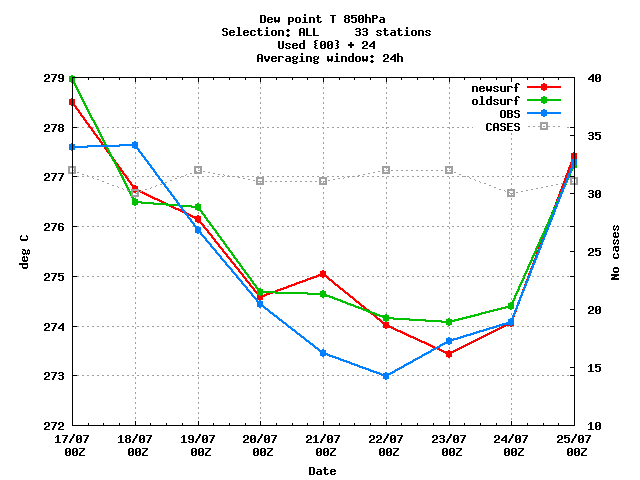 Dew point T 850hPa
Selection: ALL     33 stations
Used {00} + 24
Averaging window: 24h
newsurf
oldsurf
OBS
CASES
279
278
277
276
275
274
273
272
deg C
40
35
30
25
20
15
10
No cases
17/07 18/07 19/07 20/07 21/07 22/07 23/07 24/07 25/07
00Z 00Z 00Z 00Z 00Z 00Z 00Z 00Z 00Z
Date